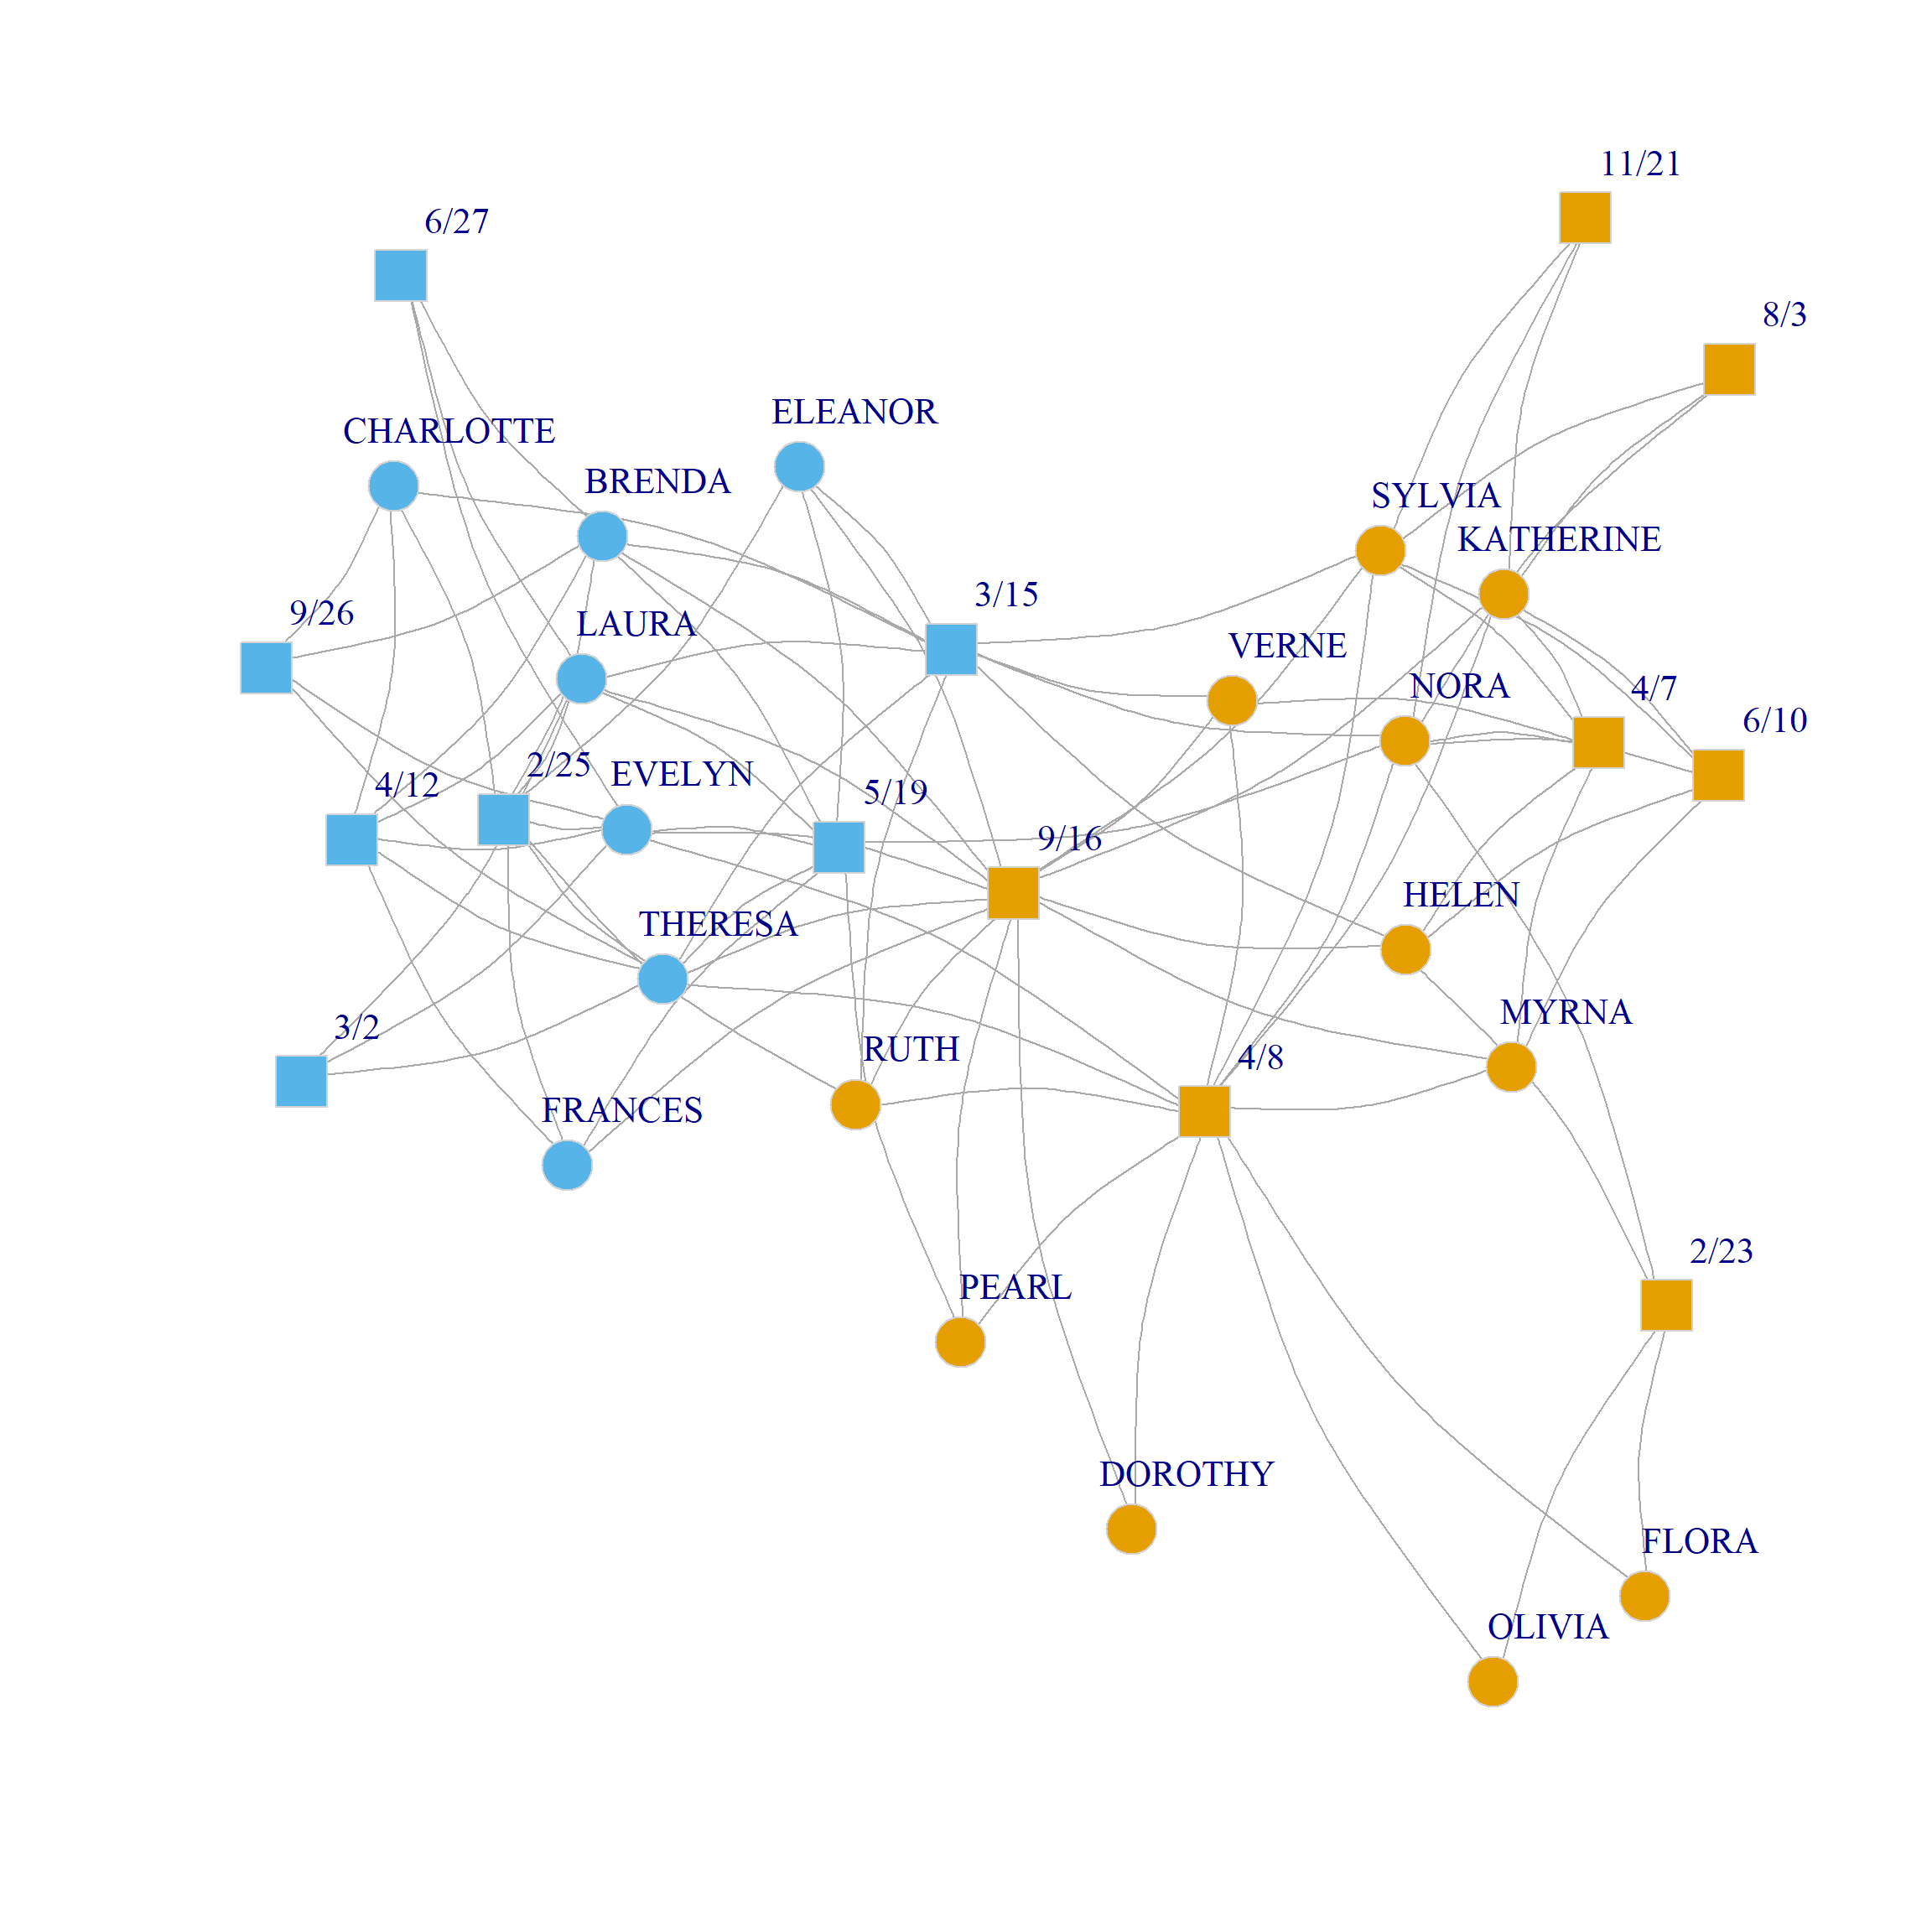 11/21
6/27
8/3
ELEANOR
CHARLOTTE
BRENDA
SYLVIA
KATHERINE
3/15
9/26
LAURA
VERNE
NORA
4/7
6/10
2/25
EVELYN
4/12
5/19
9/16
HELEN
THERESA
MYRNA
3/2
RUTH
4/8
FRANCES
2/23
PEARL
DOROTHY
FLORA
OLIVIA